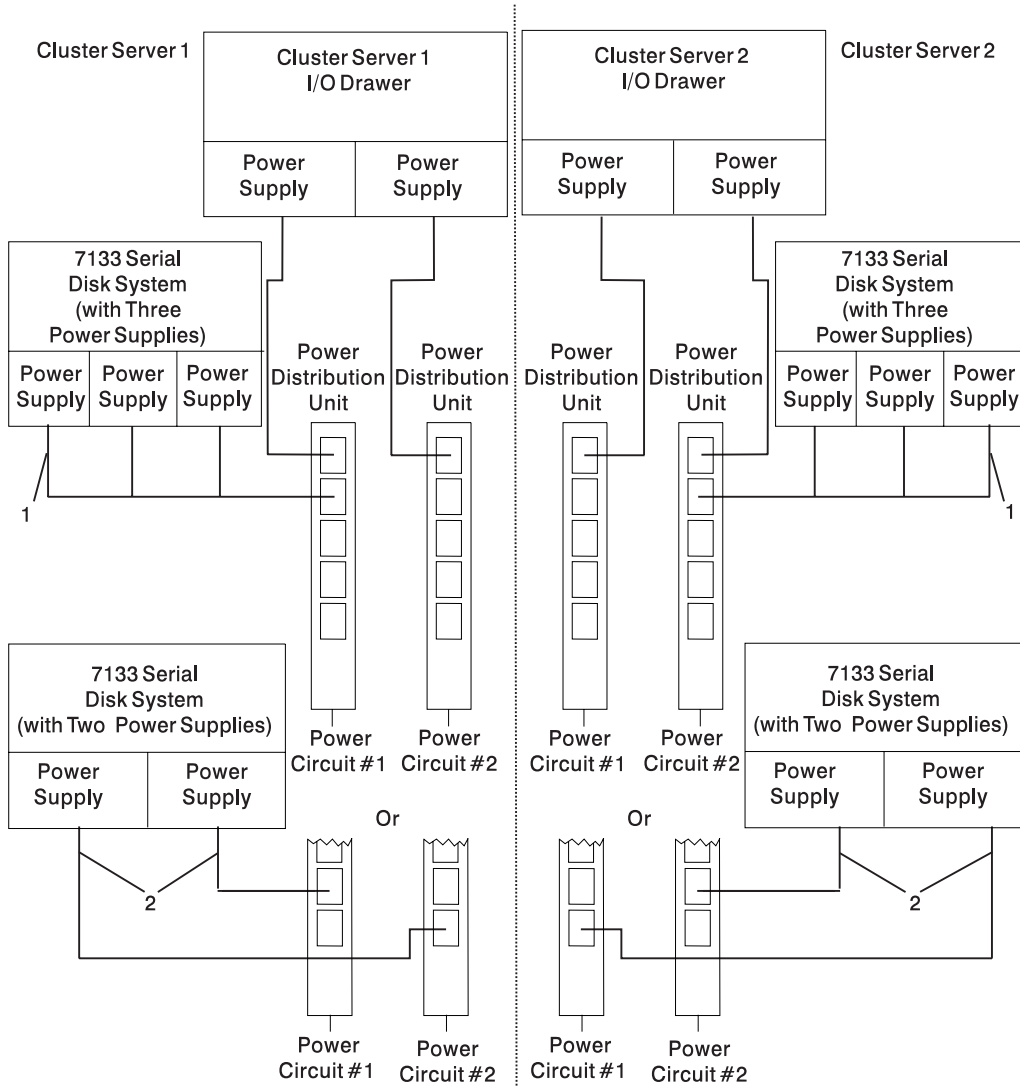 Cluster Server 1
Cluster Server 1
I/O Drawer
Power
Supply
Power
Supply
Cluster Server 2
I/O Drawer
Cluster Server 2
Power
Supply
Power
Supply
7133 Serial
Disk System
(with Three
Power Supplies)
Power
Supply
Power
Supply
Power
Supply
Power
Distribution
Unit
Power
Distribution
Unit
Power
Distribution
Unit
Power
Distribution
Unit
7133 Serial
Disk System
(with Three
Power Supplies)
Power
Supply
Power
Supply
Power
Supply
1
1
7133 Serial
Disk System
(with Two Power Supplies)
Power
Supply
Power
Supply
Power
Circuit #1
Power
Circuit #2
Power
Circuit #1
Power
Circuit #2
7133 Serial
Disk System
(with Two Power Supplies)
Power
Supply
Power
Supply
Or
Or
2
2
Power
Circuit #1
Power
Circuit #2
Power
Circuit #1
Power
Circuit #2